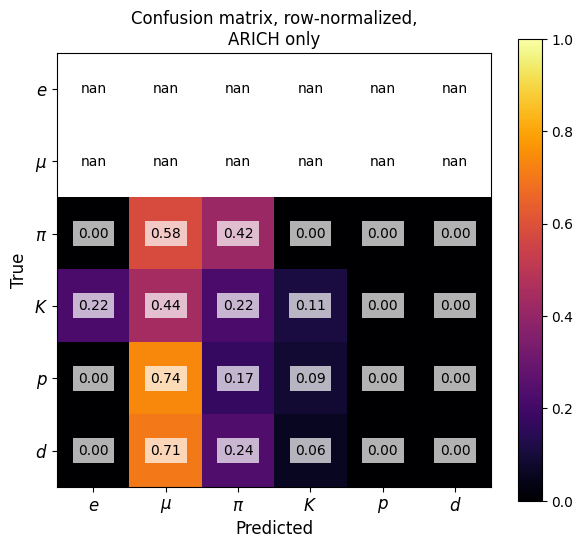 Confusion matrix, row-normalized,
ARICH only
True
e nan nan nan nan nan nan
μ nan nan nan nan nan nan
π 0.00 0.58 0.42 0.00 0.00 0.00
K 0.22 0.44 0.22 0.11 0.00 0.00
p 0.00 0.74 0.17 0.09 0.00 0.00
d 0.00 0.71 0.24 0.06 0.00 0.00
e μ π K p d
Predicted
1.0
0.8
0.6
0.4
0.2
0.0